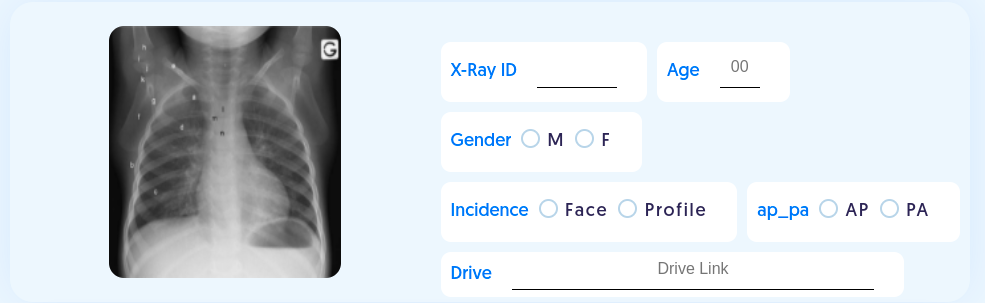 G
X-Ray ID
Age 00
Gender M F
Incidence Face Profile
ap_pa AP PA
Drive Drive Link